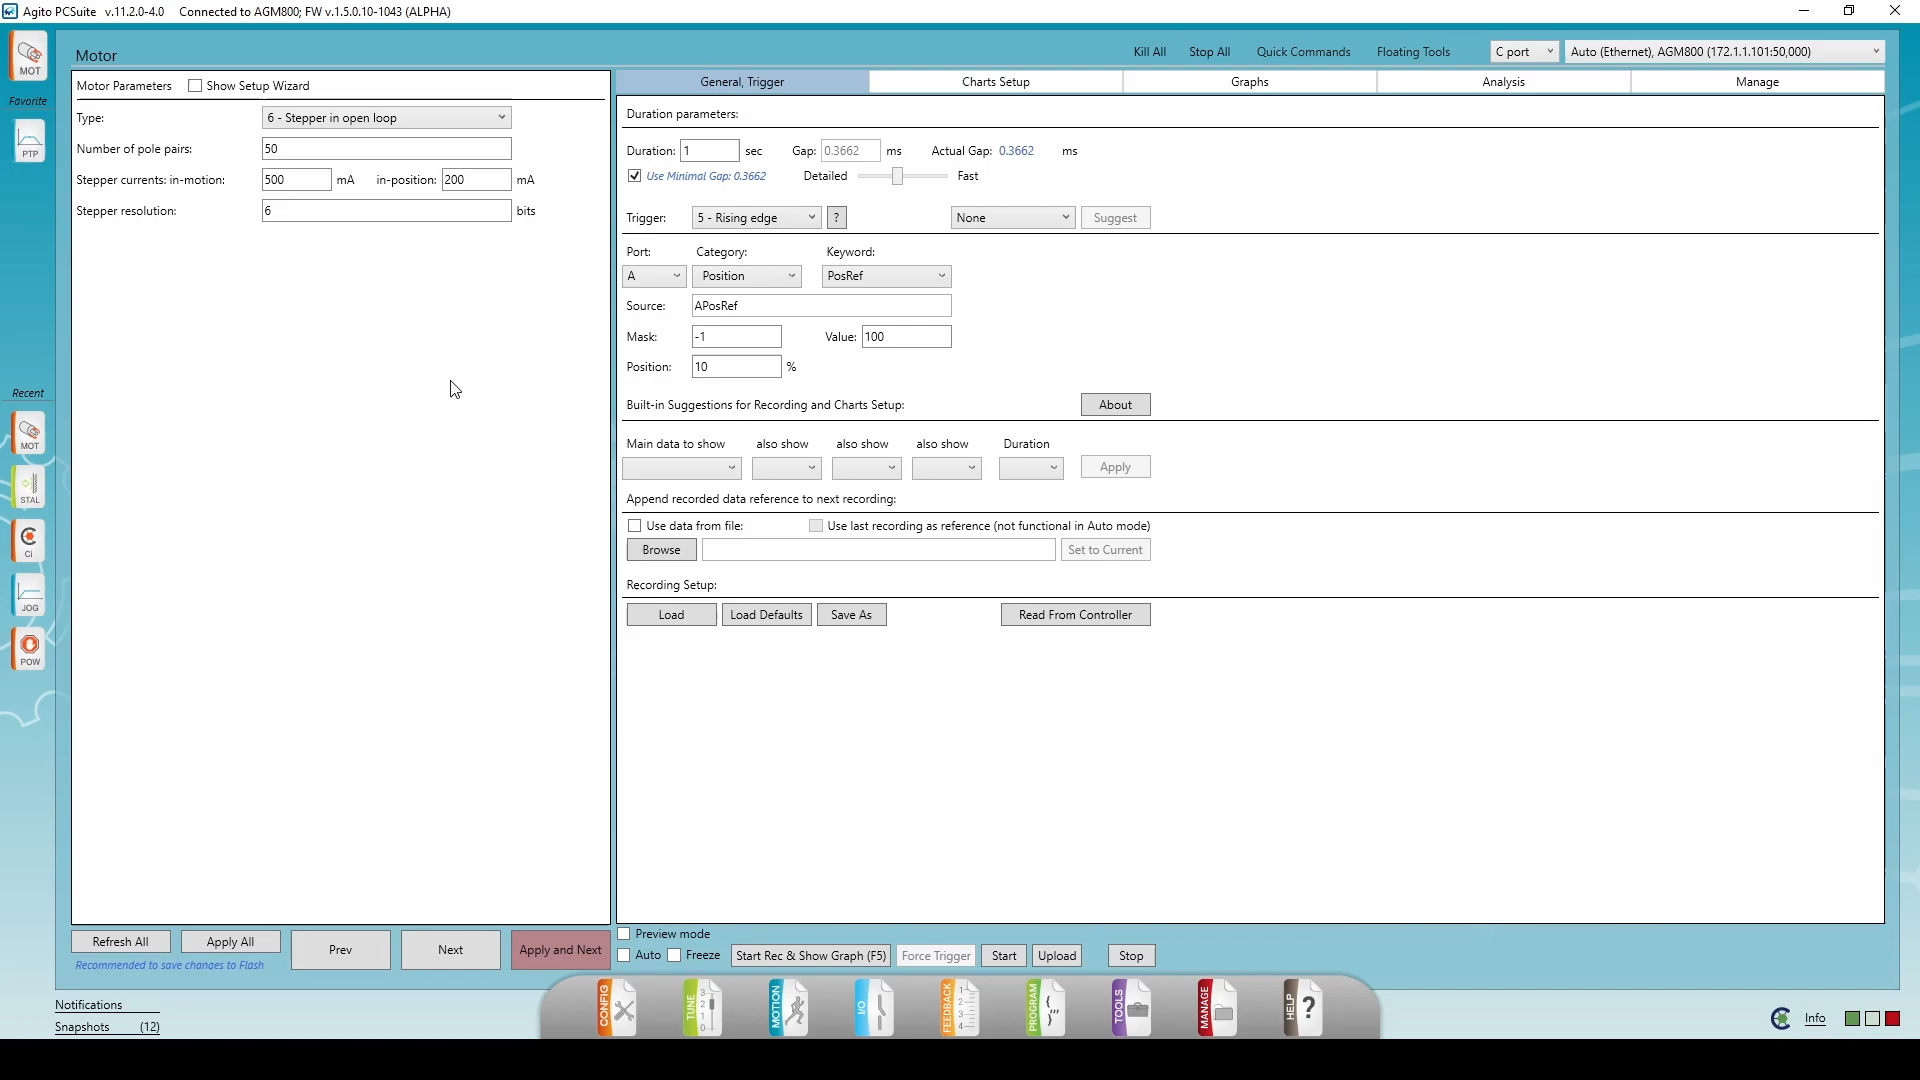 Agito PCSuite v.11.2.0-4.0 Connected to AGM800; FW v.1.5.0.10-1043 (ALPHA)
Motor
Kill All Stop All Quick Commands Floating Tools C port Auto (Ethernet), AGM800 (172.1.1.101:50,000)
MOT
Favorite
PTP
Recent
MOT
STAL
Ci
JOG
POW
Motor Parameters Show Setup Wizard
Type: 6 - Stepper in open loop
Number of pole pairs: 50
Stepper currents: in-motion: 500 mA in-position: 200 mA
Stepper resolution: 6 bits
General, Trigger Charts Setup Graphs Analysis Manage
Duration parameters:
Duration: 1 sec Gap: 0.3662 ms Actual Gap: 0.3662 ms
Use Minimal Gap: 0.3662 Detailed Fast
Trigger: 5 - Rising edge ? None Suggest
Port: Category: Keyword:
A Position PosRef
Source: APosRef
Mask: -1 Value: 100
Position: 10 %
Built-in Suggestions for Recording and Charts Setup: About
Main data to show also show also show also show Duration
Apply
Append recorded data reference to next recording:
Use data from file: Use last recording as reference (not functional in Auto mode)
Browse Set to Current
Recording Setup:
Load Load Defaults Save As Read From Controller
Refresh All Apply All Prev Next Apply and Next
Recommended to save changes to Flash
Preview mode
Auto Freeze Start Rec & Show Graph (F5) Force Trigger Start Upload Stop
Notifications
Snapshots (12)
CONFIG TUNE 3 2 1 0 MOTION I/O FEEDBACK 1 2 3 4 PROGRAM {} TOOLS MANAGE HELP ?
Info